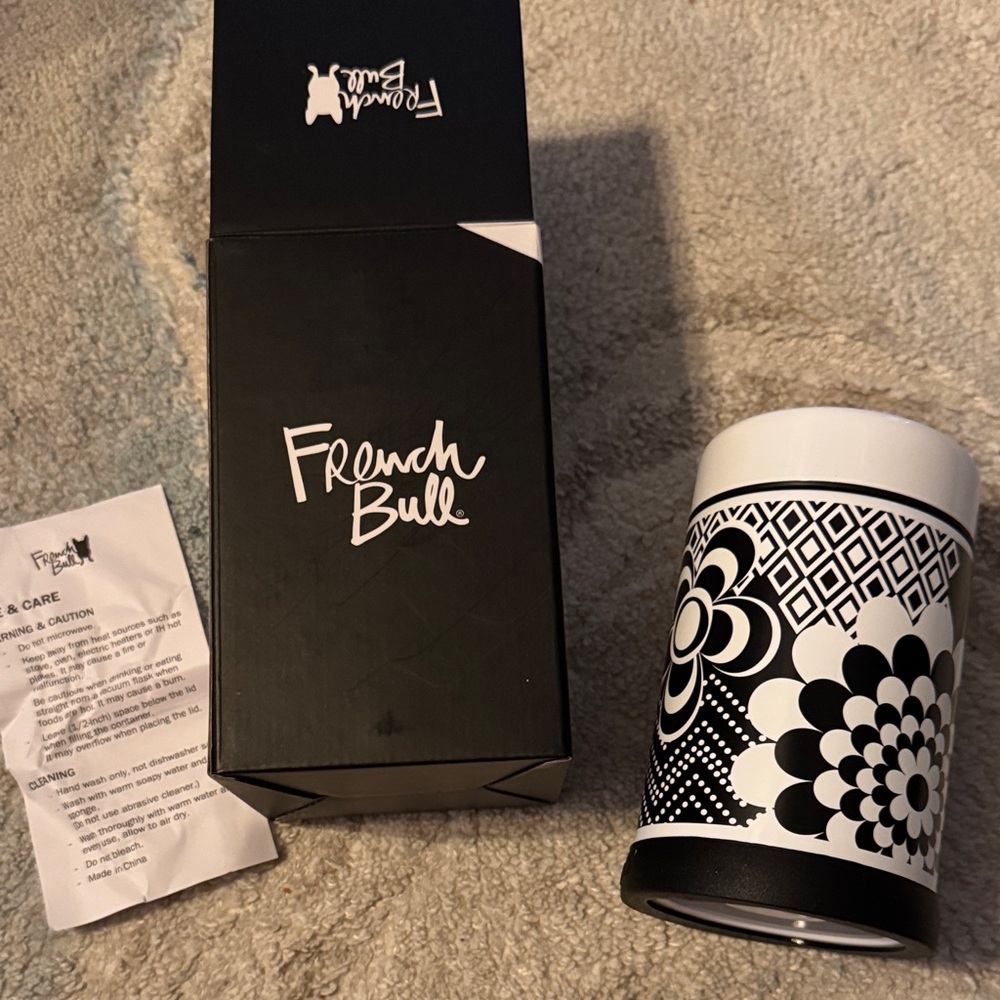 French
Bull
French
Bull®
French
Bull
E & CARE
RNING & CAUTION
- Do not microwave.
- Keep away from heat sources such as
stove, oven, electric heaters or IH hot
plates. It may cause a fire or
malfunction.
Be cautious when drinking or eating
straight from a vacuum flask when
foods are hot. It may cause a burn.
- Leave (1/2-inch) space below the lid
when filling the container.
It may overflow when placing the lid.
CLEANING
- Hand wash only, not dishwasher s
- Wash with warm soapy water and
sponge.
(Do not use abrasive cleaner.)
- Wash thoroughly with warm water a
every use, allow to air dry.
- Do not bleach.
- Made in China